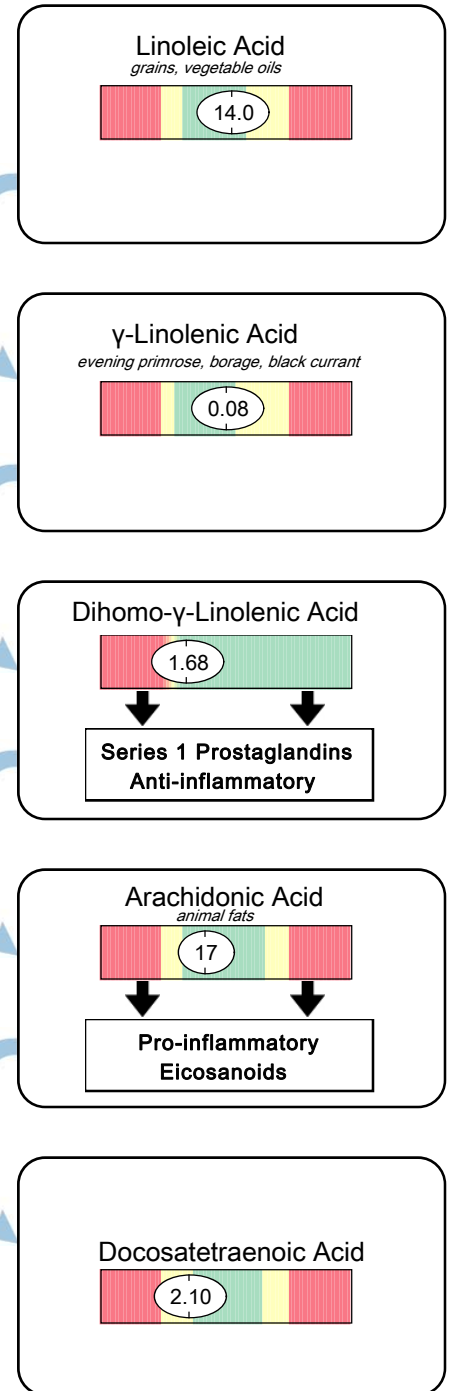 Linoleic Acid
grains, vegetable oils
14.0
γ-Linolenic Acid
evening primrose, borage, black currant
0.08
Dihomo-γ-Linolenic Acid
1.68
Series 1 Prostaglandins
Anti-inflammatory
Arachidonic Acid
animal fats
17
Pro-inflammatory
Eicosanoids
Docosatetraenoic Acid
2.10